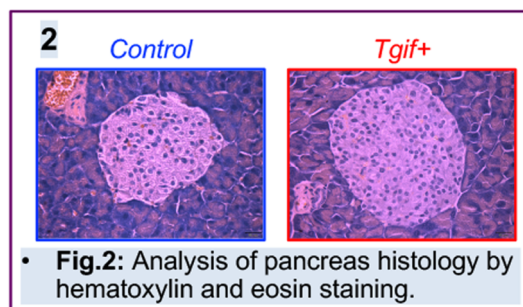 2
Control
Tgif+
• Fig.2: Analysis of pancreas histology by
hematoxylin and eosin staining.